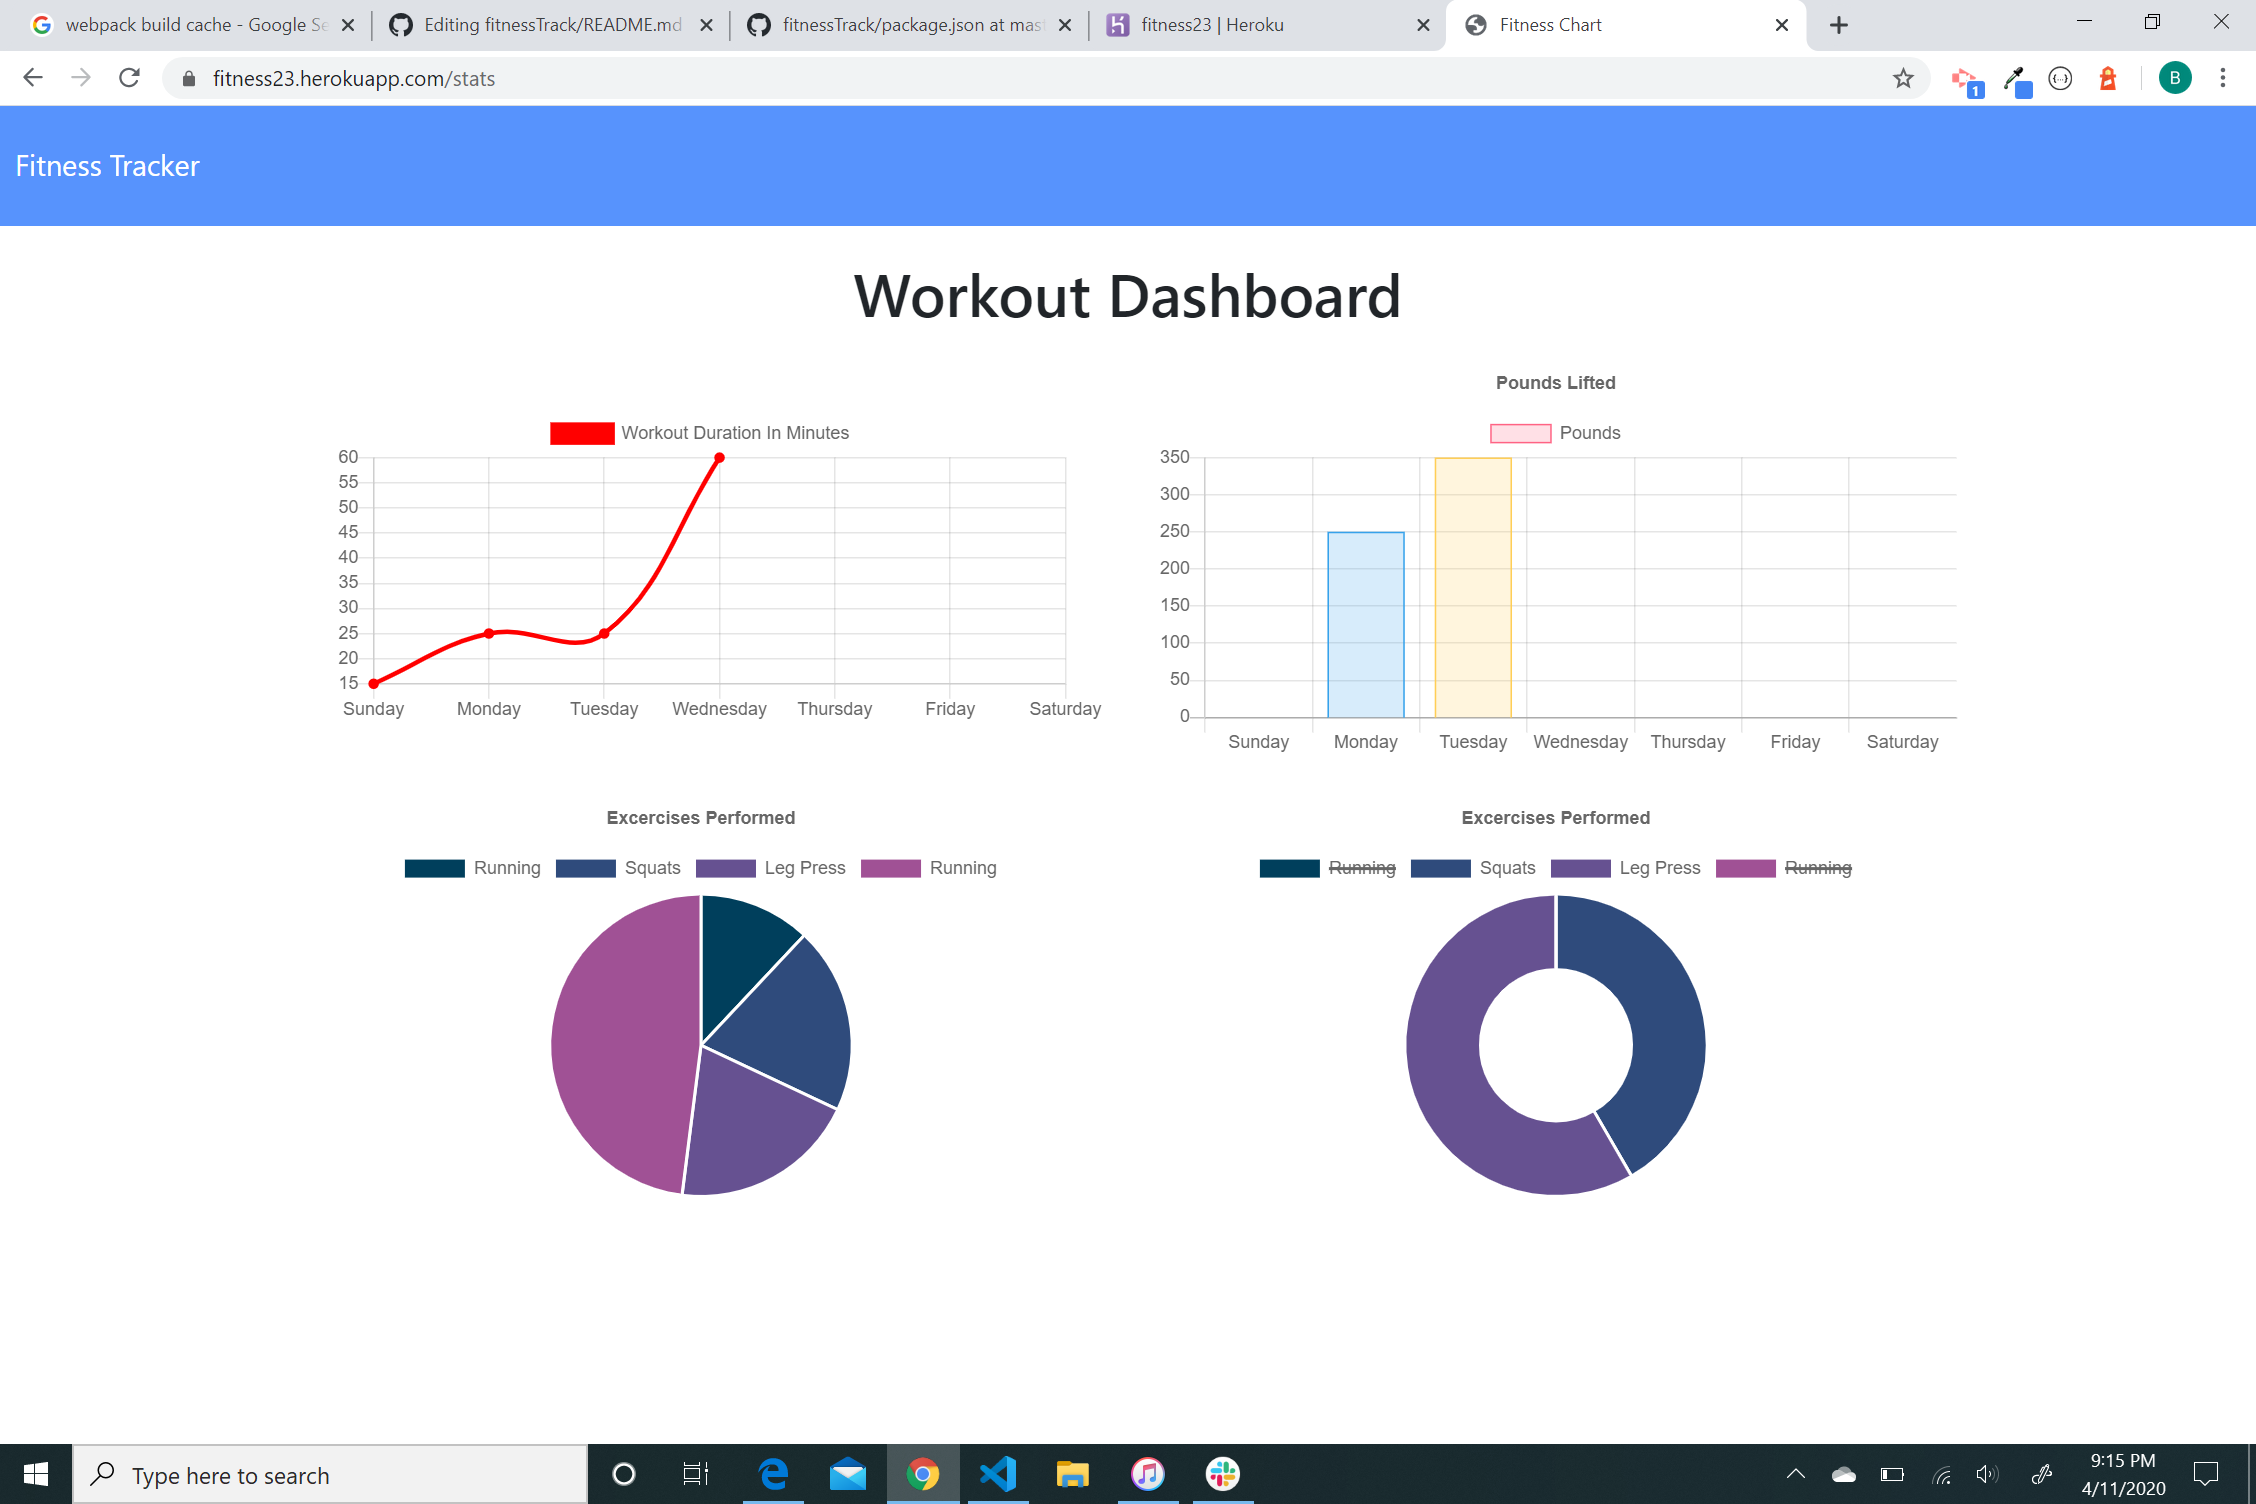 webpack build cache - Google Se
Editing fitnessTrack/README.md
fitnessTrack/package.json at mast
fitness23 | Heroku
Fitness Chart
fitness23.herokuapp.com/stats
1
B
Fitness Tracker
Workout Dashboard
Workout Duration In Minutes
60
55
50
45
40
35
30
25
20
15
Sunday Monday Tuesday Wednesday Thursday Friday Saturday
Pounds Lifted
Pounds
350
300
250
200
150
100
50
0
Sunday Monday Tuesday Wednesday Thursday Friday Saturday
Excercises Performed
Running Squats Leg Press Running
Excercises Performed
Running Squats Leg Press Running
Type here to search
9:15 PM
4/11/2020